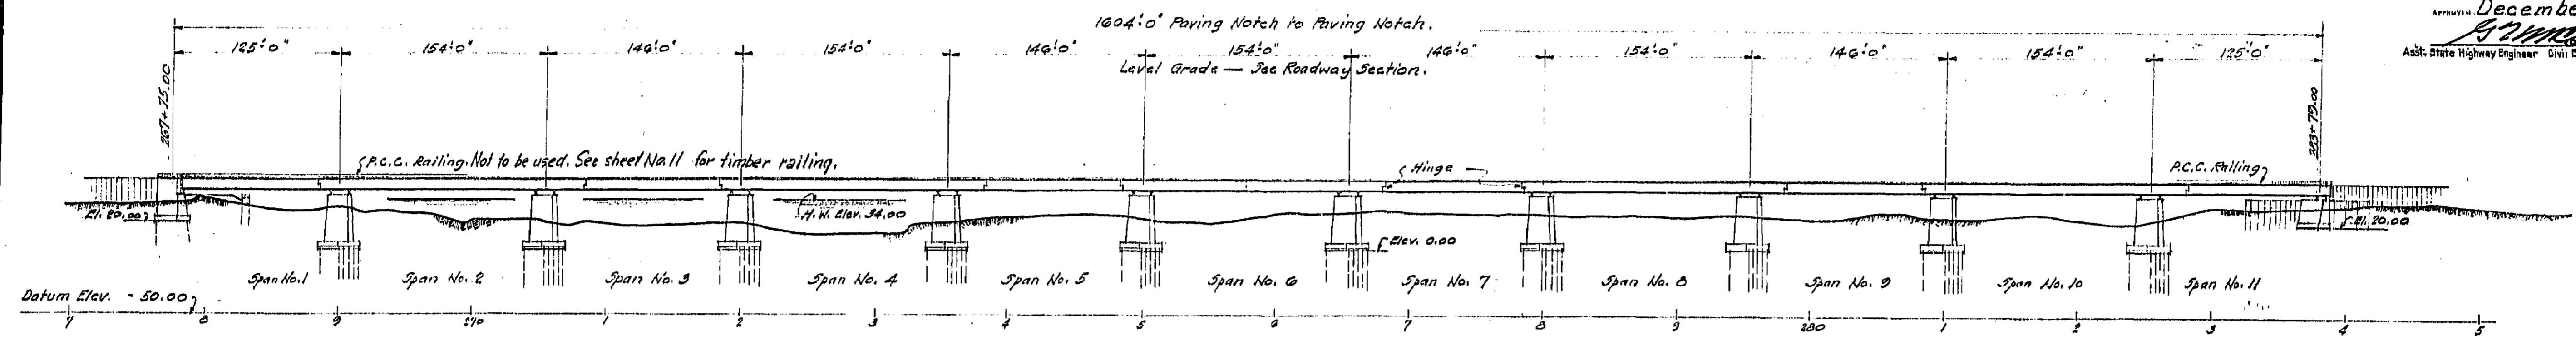 1604'-0" Paving Notch to Paving Notch.
125'-0" 154'-0" 146'-0" 154'-0" 146'-0" 154'-0" 146'-0" 154'-0" 146'-0" 154'-0" 125'-0"
Level Grade — See Roadway Section.
December
Asst. State Highway Engineer Civil
267+75.00
283+79.00
P.C.C. Railing. Not to be used. See sheet No.11 for timber railing.
Hinge
P.C.C. Railing
El. 20.00
H.W. Elev. 34.00
Elev. 0.00
El. 20.00
Span No. 1 Span No. 2 Span No. 3 Span No. 4 Span No. 5 Span No. 6 Span No. 7 Span No. 8 Span No. 9 Span No. 10 Span No. 11
Datum Elev. - 50.00
7 8 9 270 1 2 3 4 5 6 7 8 9 280 1 2 3 4 5